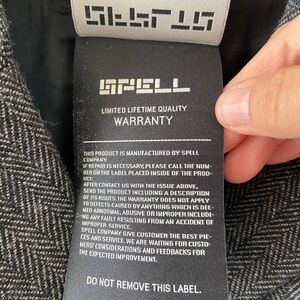 SPELL
LIMITED LIFETIME QUALITY
WARRANTY
THIS PRODUCT IS MANUFACTURED BY SPELL
COMPANY.
IF REPAIR IS NECESSARY, PLEASE CALL THE NUM-
BER ON THE LABEL PLACED INSIDE OF THE PROD-
UCT.
AFTER CONTACT US WITH THE ISSUE ABOVE,
SEND THE PRODUCT INCLUDING A DESCRIPTION
OF ITS ISSUES. THE WARRANTY DOES NOT APPLY
TO DEFECTS CAUSED BY ANYTHING WHICH IS DE-
MED ABNORMAL, ABUSIVE OR IMPROPER INCLUD-
ING ANY FAULT RESULTING FROM AN ACCIDENT OF
IMPROPER SERVICE.
SPELL COMPANY GIVE CUSTOMER THE BEST PIE-
CES AND SERVICE. WE ARE WAITING FOR CUSTO-
MERS' CONSIDERATIONS AND FEEDBACKS FOR
THE EXPECTED IMPROVEMENT.
DO NOT REMOVE THIS LABEL.